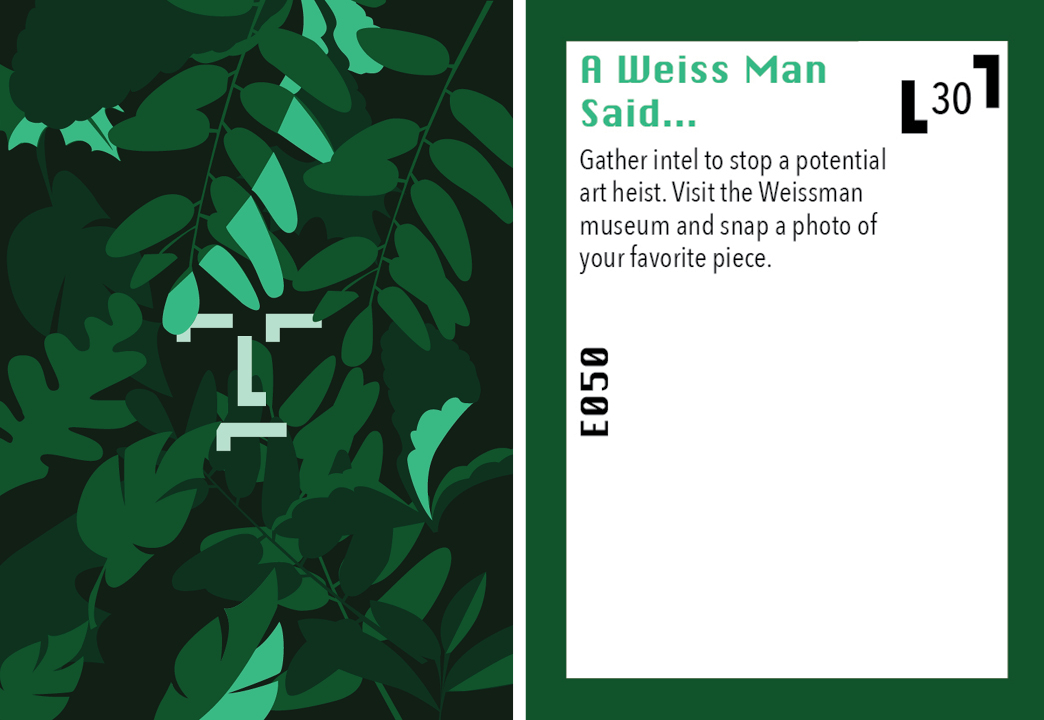 A Weiss Man
Said...
30
Gather intel to stop a potential
art heist. Visit the Weissman
museum and snap a photo of
your favorite piece.
E050